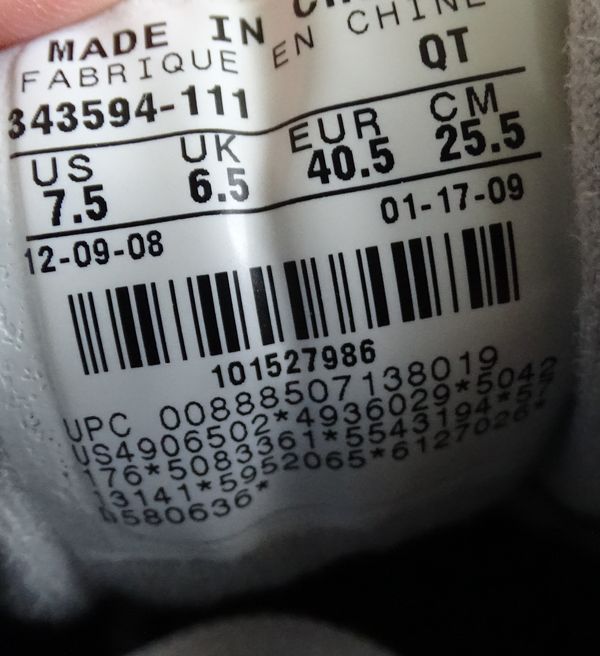 MADE IN
FABRIQUE EN CHINE
QT
343594-111
US UK EUR CM
7.5 6.5 40.5 25.5
12-09-08 01-17-09
101527986
UPC 00888507138019
US4906502*4936029*5042
176*5083361*5543194*55
13141*5952065*6127026*
D580636*